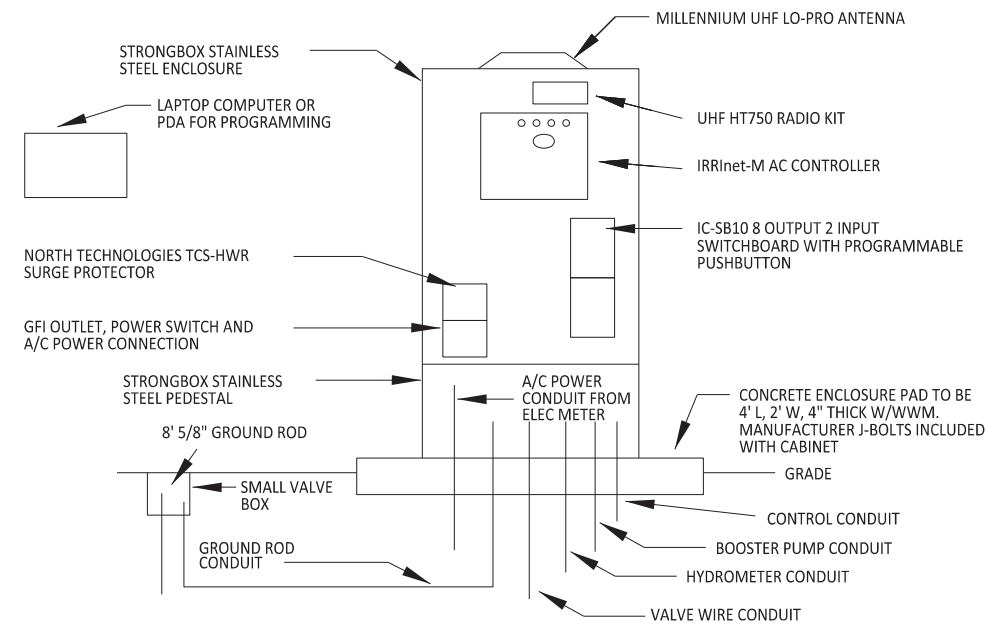 MILLENNIUM UHF LO-PRO ANTENNA
STRONGBOX STAINLESS
STEEL ENCLOSURE
LAPTOP COMPUTER OR
PDA FOR PROGRAMMING
UHF HT750 RADIO KIT
IRRInet-M AC CONTROLLER
IC-SB10 8 OUTPUT 2 INPUT
SWITCHBOARD WITH PROGRAMMABLE
PUSHBUTTON
NORTH TECHNOLOGIES TCS-HWR
SURGE PROTECTOR
GFI OUTLET, POWER SWITCH AND
A/C POWER CONNECTION
STRONGBOX STAINLESS
STEEL PEDESTAL
A/C POWER
CONDUIT FROM
ELEC METER
CONCRETE ENCLOSURE PAD TO BE
4' L, 2' W, 4" THICK W/WWM.
MANUFACTURER J-BOLTS INCLUDED
WITH CABINET
8' 5/8" GROUND ROD
GRADE
SMALL VALVE
BOX
CONTROL CONDUIT
GROUND ROD
CONDUIT
BOOSTER PUMP CONDUIT
HYDROMETER CONDUIT
VALVE WIRE CONDUIT